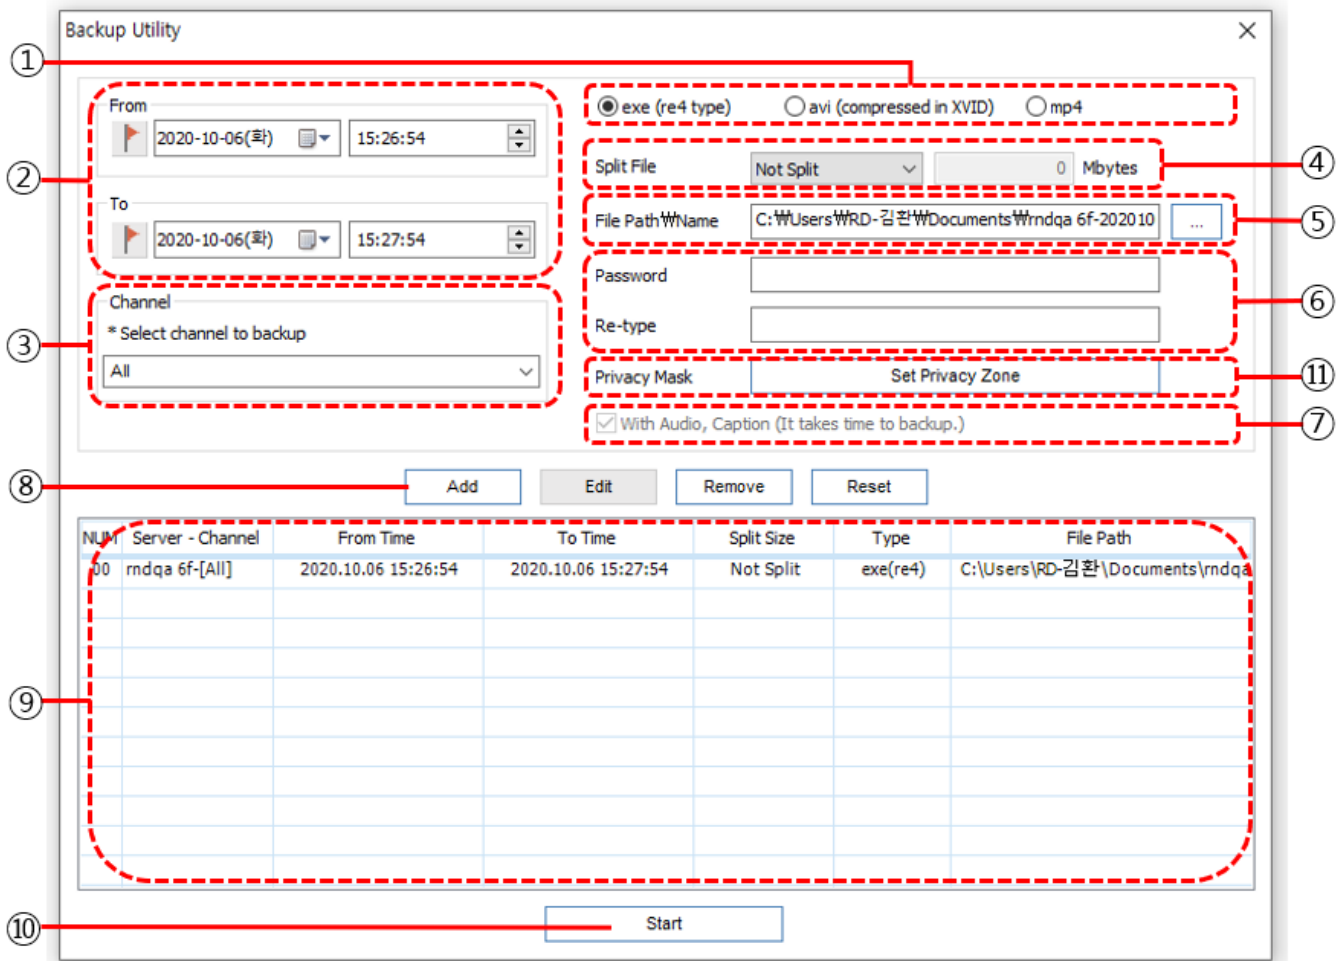 Backup Utility
①
From
2020-10-06(화) 15:26:54
②
To
2020-10-06(화) 15:27:54
Channel
* Select channel to backup
③
All
exe (re4 type) avi (compressed in XVID) mp4
Split File Not Split 0 Mbytes
④
File Path₩Name C:₩Users₩RD-김환₩Documents₩rndqa 6f-202010 ...
⑤
Password
⑥
Re-type
Privacy Mask Set Privacy Zone
⑪
With Audio, Caption (It takes time to backup.)
⑦
⑧
Add Edit Remove Reset
NUM Server - Channel From Time To Time Split Size Type File Path
00 rndqa 6f-[All] 2020.10.06 15:26:54 2020.10.06 15:27:54 Not Split exe(re4) C:\Users\RD-김환\Documents\rndqa
⑨
⑩
Start